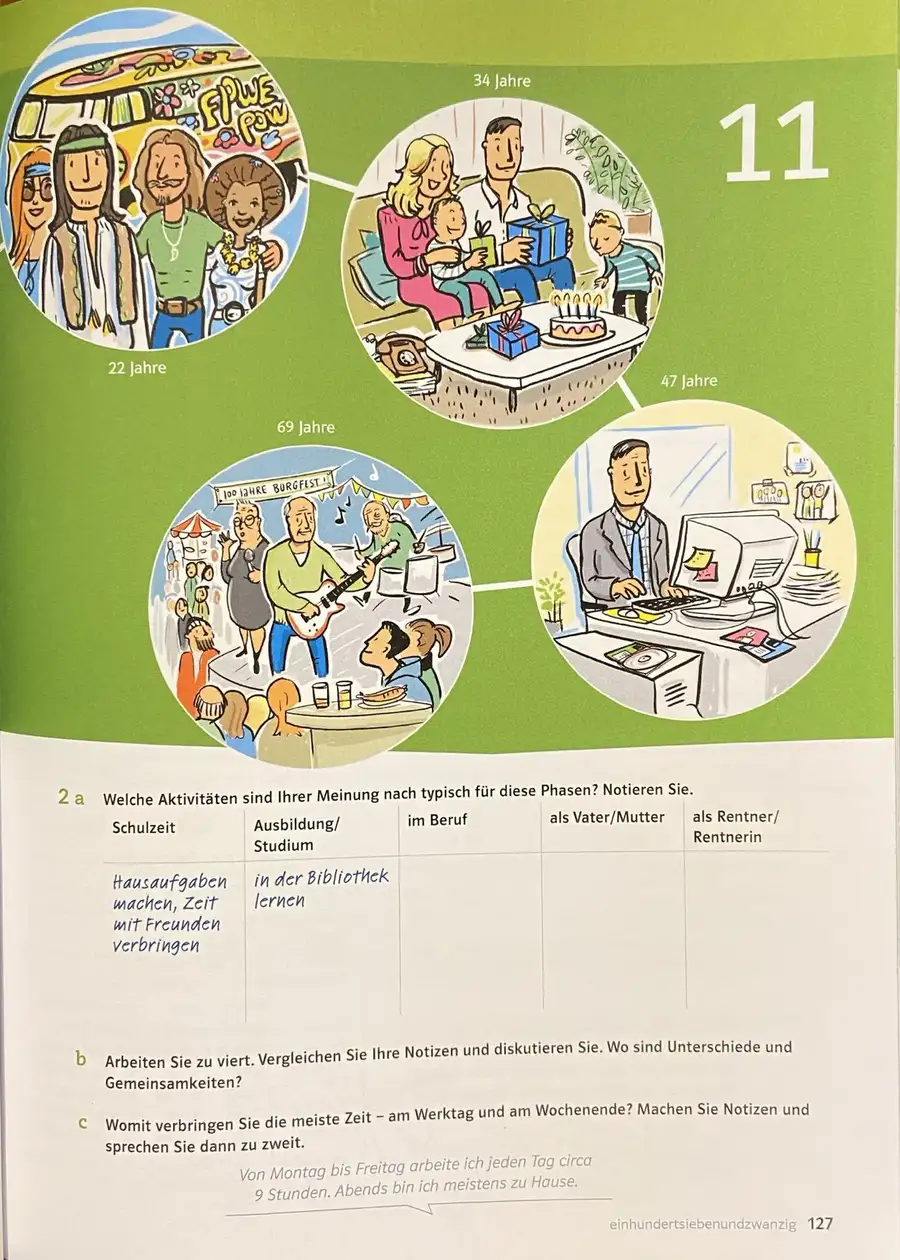 34 Jahre
11
22 Jahre
47 Jahre
69 Jahre
100 JAHRE BURGFEST!
2 a Welche Aktivitäten sind Ihrer Meinung nach typisch für diese Phasen? Notieren Sie.
Schulzeit
Ausbildung/
Studium
im Beruf
als Vater/Mutter
als Rentner/
Rentnerin
Hausaufgaben
machen, Zeit
mit Freunden
verbringen
in der Bibliothek
lernen
b Arbeiten Sie zu viert. Vergleichen Sie Ihre Notizen und diskutieren Sie. Wo sind Unterschiede und
Gemeinsamkeiten?
c Womit verbringen Sie die meiste Zeit – am Werktag und am Wochenende? Machen Sie Notizen und
sprechen Sie dann zu zweit.
Von Montag bis Freitag arbeite ich jeden Tag circa
9 Stunden. Abends bin ich meistens zu Hause.
einhundertsiebenundzwanzig 127